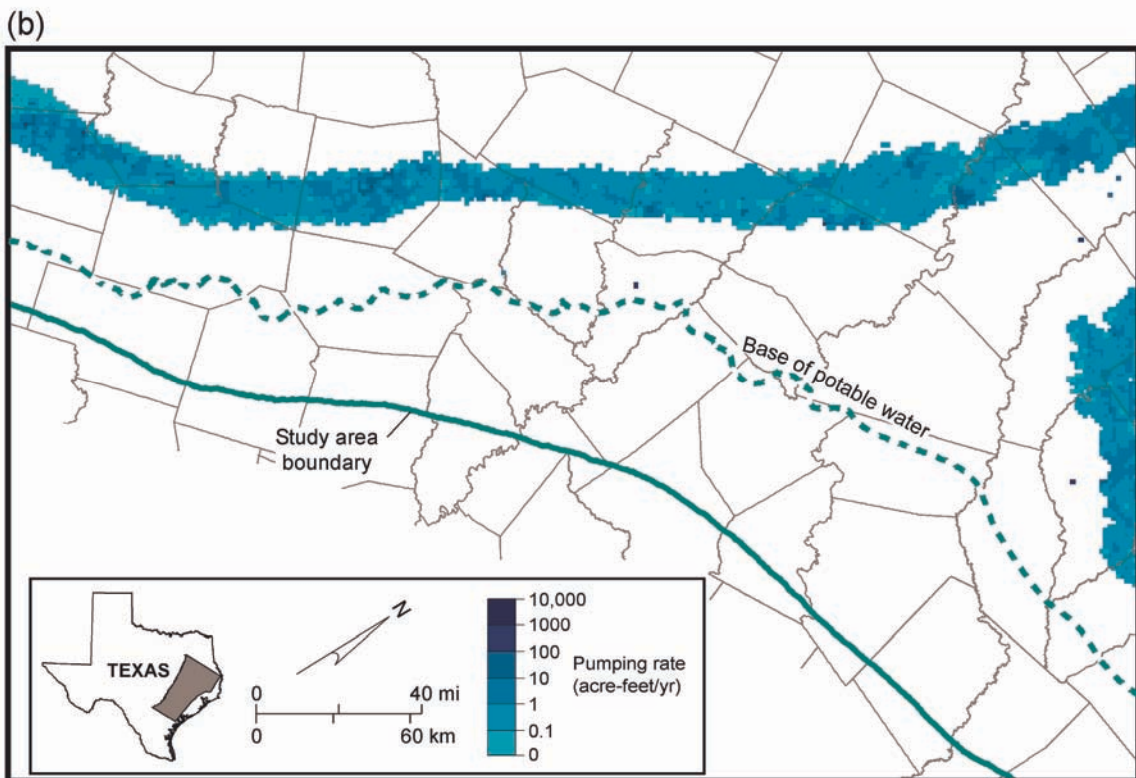 (b)
Base of potable water
Study area
boundary
TEXAS
N
0 40 mi
0 60 km
10,000
1000
100
10
1
0.1
0
Pumping rate
(acre-feet/yr)